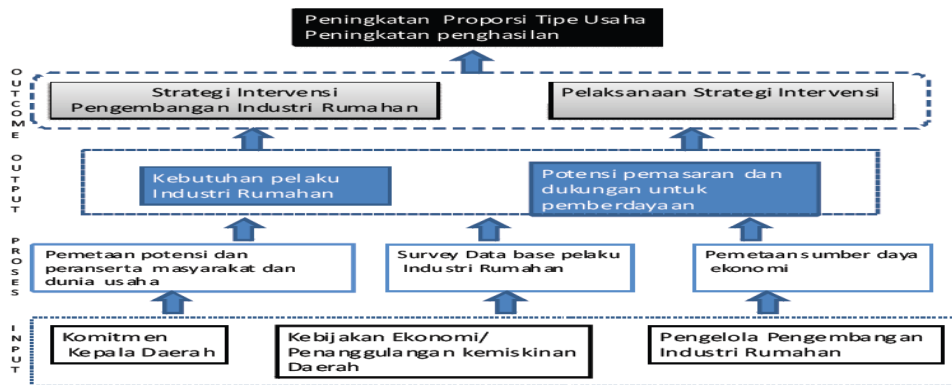 Peningkatan Proporsi Tipe Usaha
Peningkatan penghasilan
OUTCOME
Strategi Intervensi
Pengembangan Industri Rumahan
Pelaksanaan Strategi Intervensi
OUTPUT
Kebutuhan pelaku
Industri Rumahan
Potensi pemasaran dan
dukungan untuk
pemberdayaan
PROSES
Pemetaan potensi dan
peranserta masyarakat dan
dunia usaha
Survey Data base pelaku
Industri Rumahan
Pemetaan sumber daya
ekonomi
INPUT
Komitmen
Kepala Daerah
Kebijakan Ekonomi/
Penanggulangan kemiskinan
Daerah
Pengelola Pengembangan
Industri Rumahan